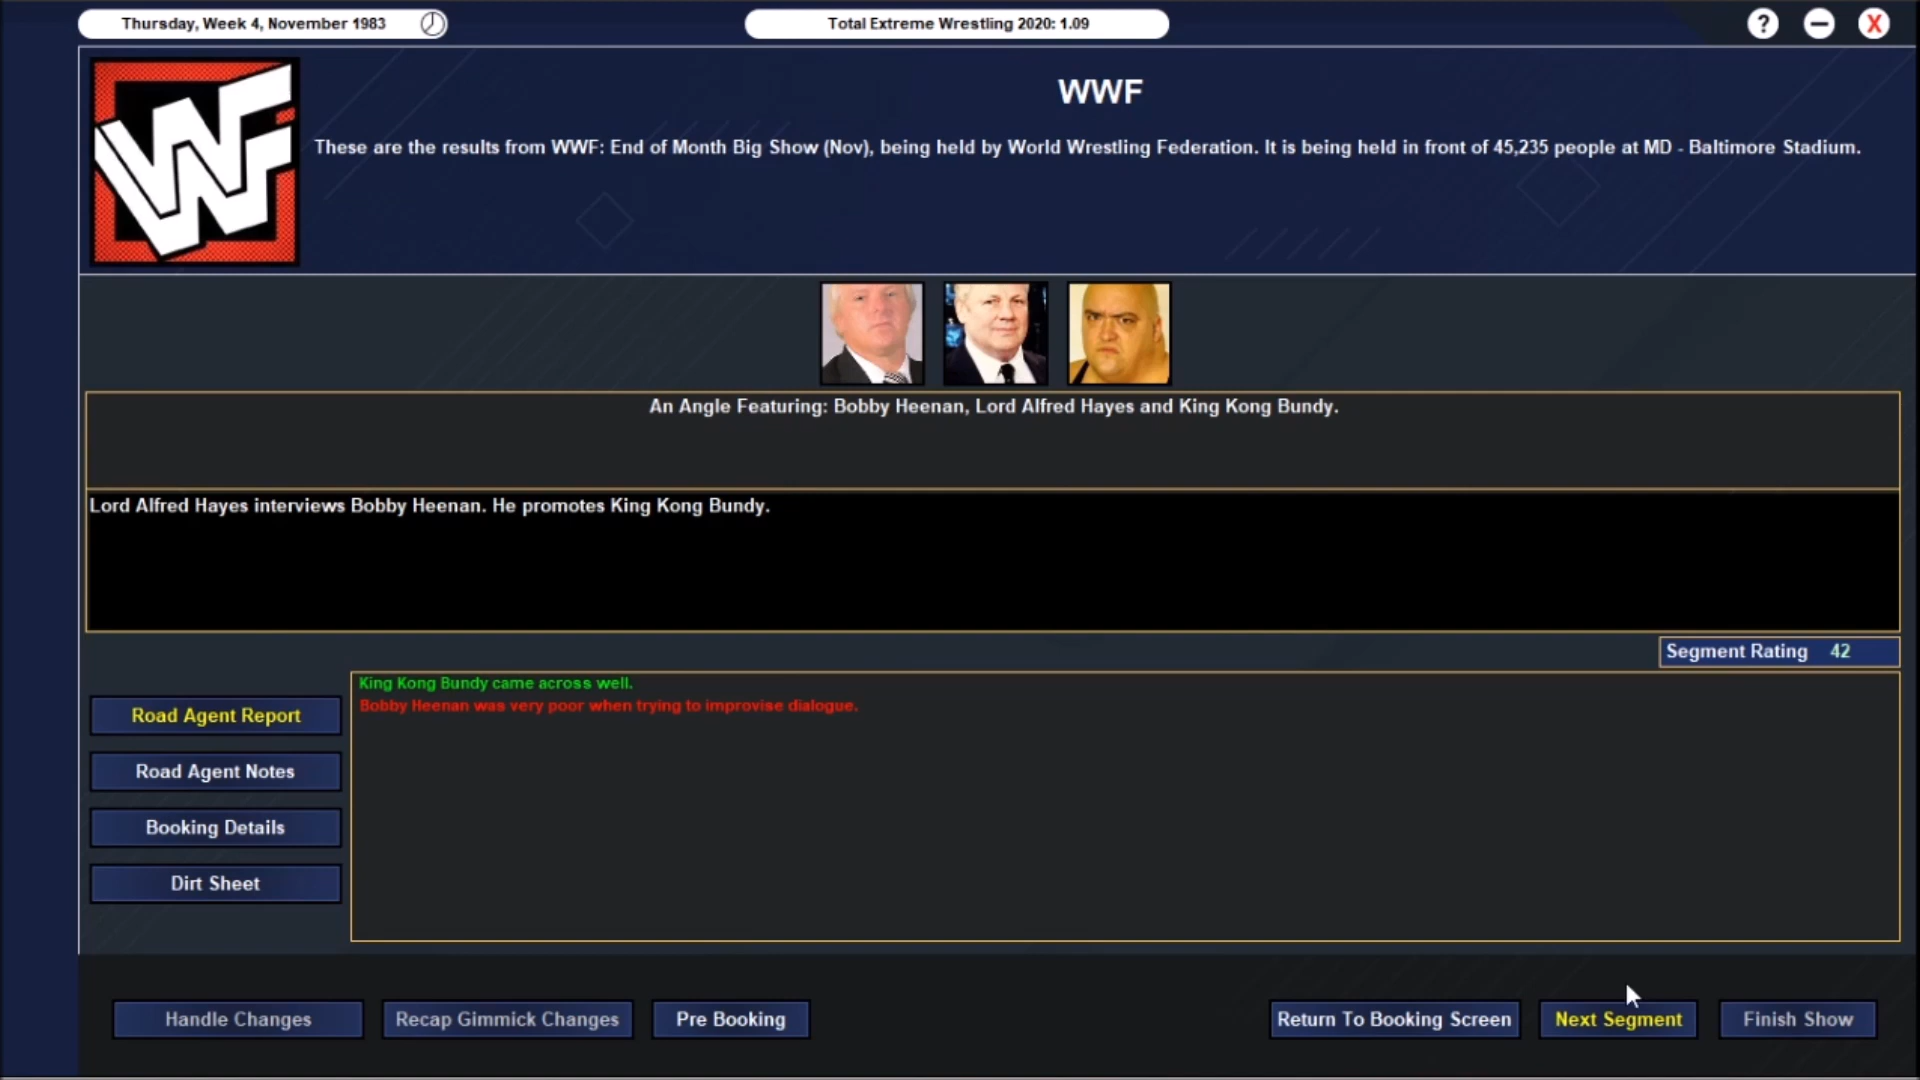 Thursday, Week 4, November 1983
Total Extreme Wrestling 2020: 1.09
?
X
WF
WWF
These are the results from WWF: End of Month Big Show (Nov), being held by World Wrestling Federation. It is being held in front of 45,235 people at MD - Baltimore Stadium.
An Angle Featuring: Bobby Heenan, Lord Alfred Hayes and King Kong Bundy.
Lord Alfred Hayes interviews Bobby Heenan. He promotes King Kong Bundy.
Segment Rating 42
King Kong Bundy came across well.
Bobby Heenan was very poor when trying to improvise dialogue.
Road Agent Report
Road Agent Notes
Booking Details
Dirt Sheet
Handle Changes
Recap Gimmick Changes
Pre Booking
Return To Booking Screen
Next Segment
Finish Show